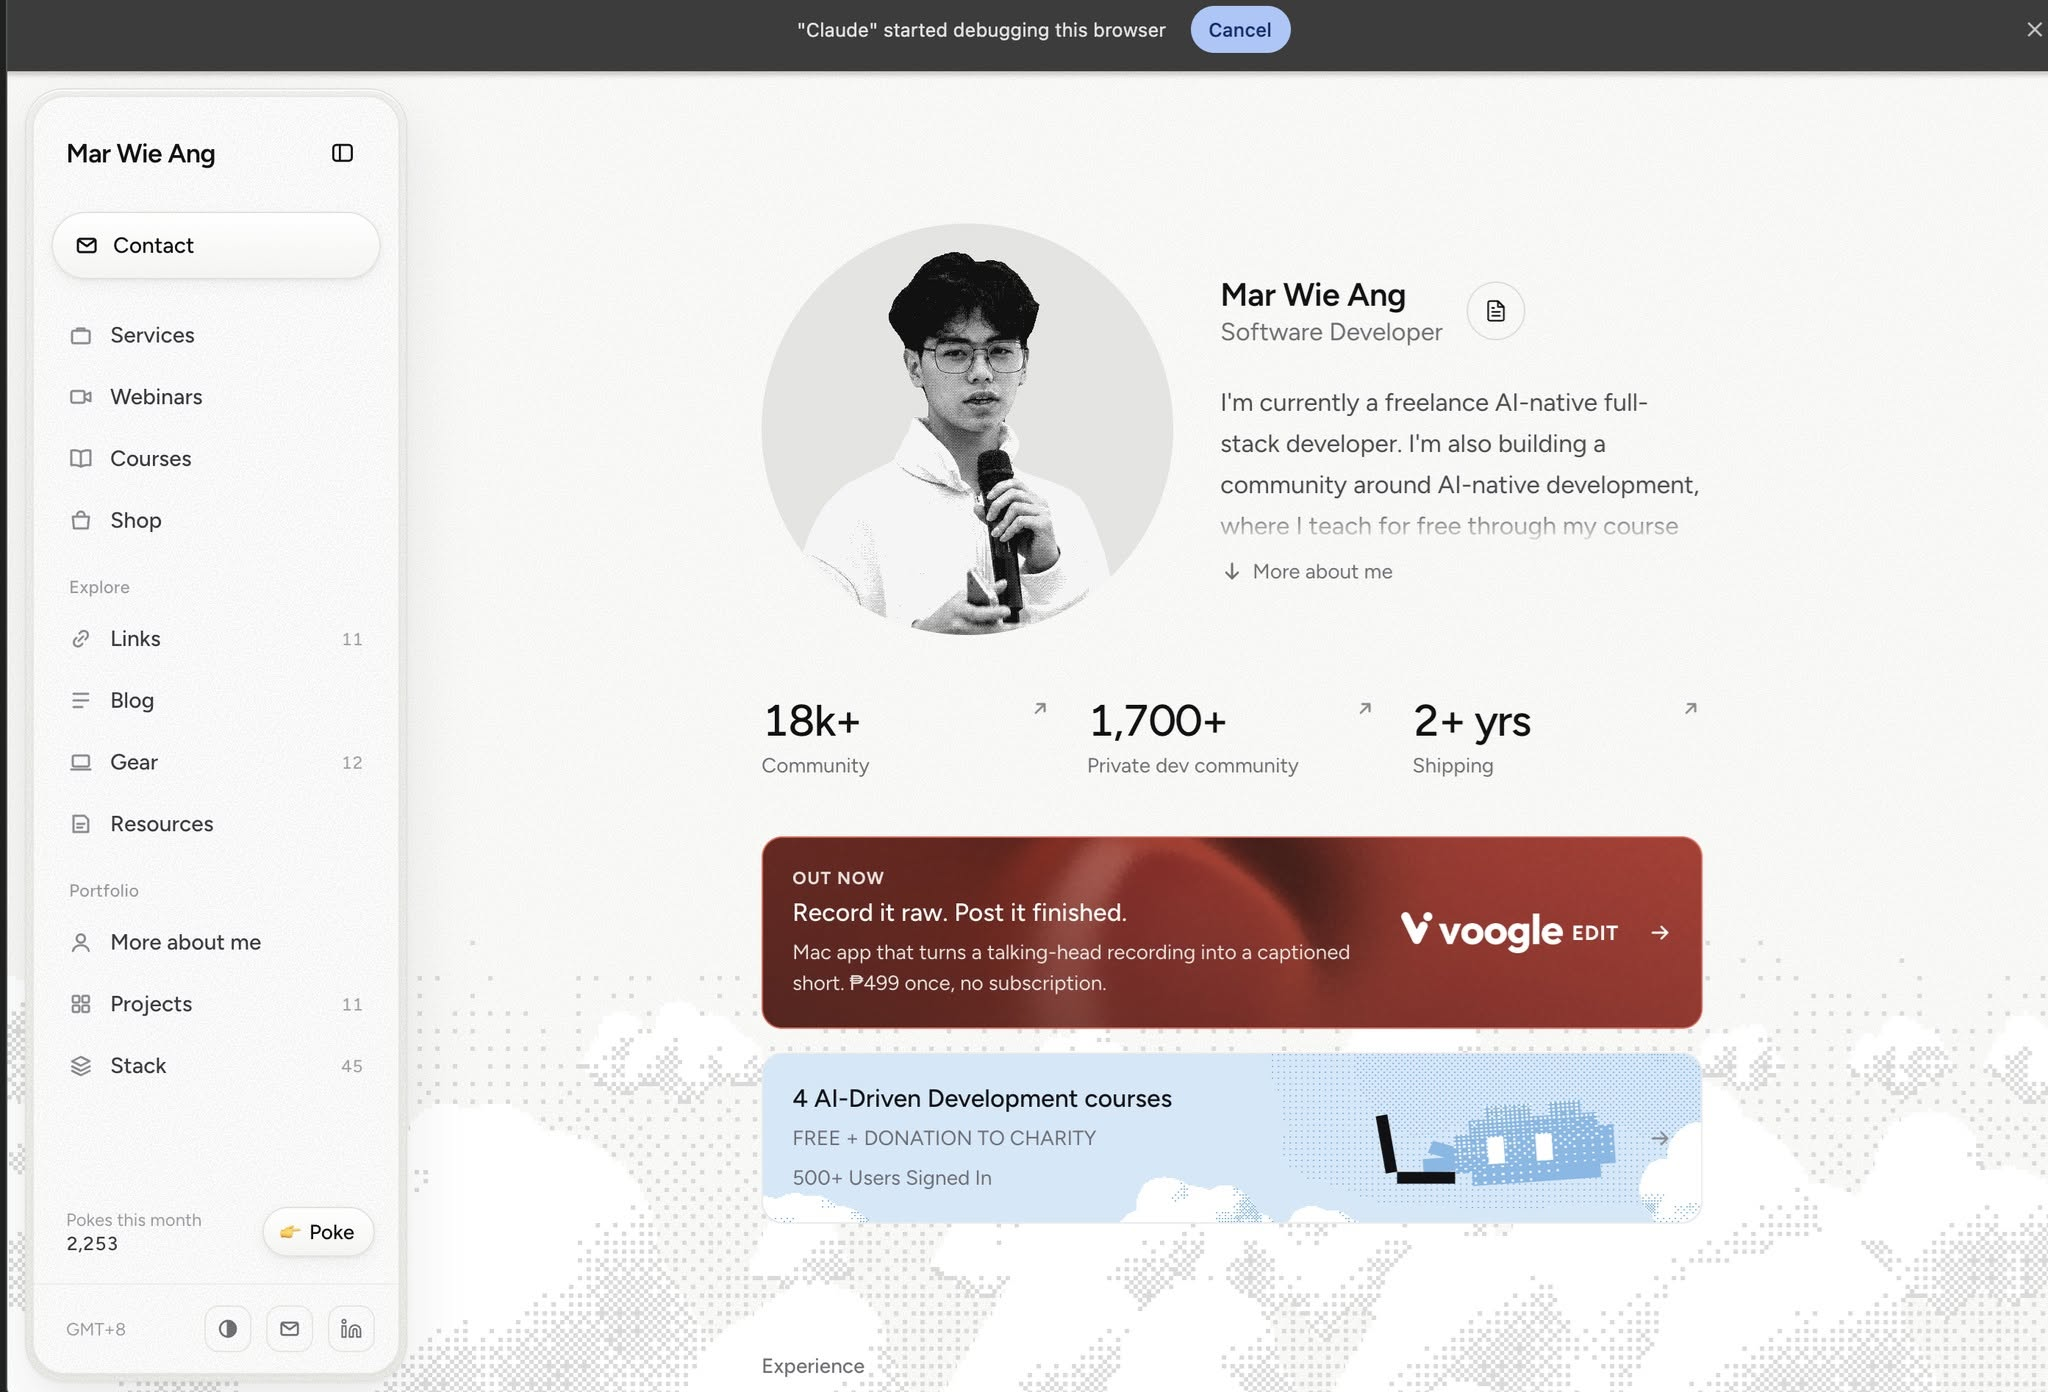 "Claude" started debugging this browser
Cancel
Mar Wie Ang
Contact
Services
Webinars
Courses
Shop
Explore
Links 11
Blog
Gear 12
Resources
Portfolio
More about me
Projects 11
Stack 45
Pokes this month
2,253
👉 Poke
GMT+8
in
Mar Wie Ang
Software Developer
I'm currently a freelance AI-native full-
stack developer. I'm also building a
community around AI-native development,
where I teach for free through my course
More about me
18k+
Community
1,700+
Private dev community
2+ yrs
Shipping
OUT NOW
Record it raw. Post it finished.
Mac app that turns a talking-head recording into a captioned
short. ₱499 once, no subscription.
voogle EDIT
4 AI-Driven Development courses
FREE + DONATION TO CHARITY
500+ Users Signed In
Experience